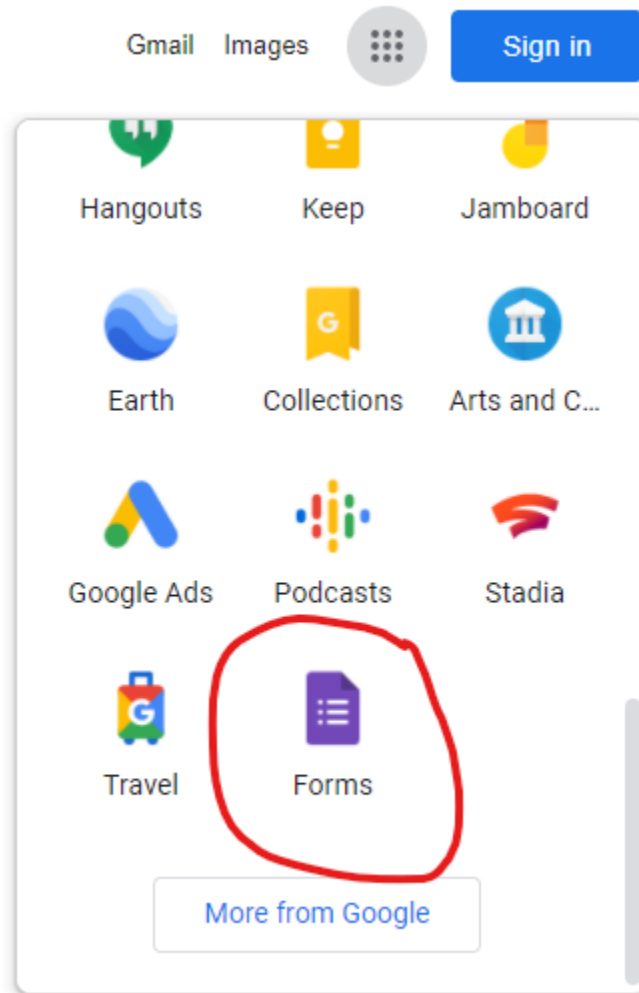 Gmail Images Sign in
Hangouts Keep Jamboard
G
Earth Collections Arts and C...
Google Ads Podcasts Stadia
G
Travel Forms
More from Google